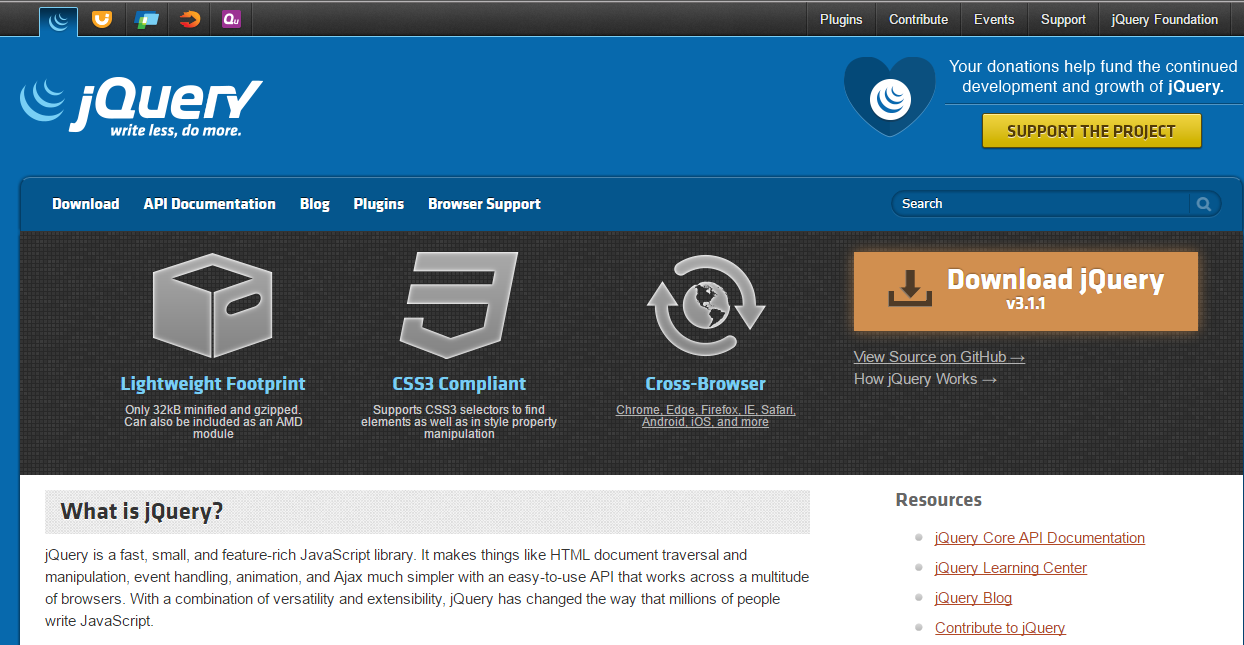 Plugins Contribute Events Support jQuery Foundation
Qu
jQuery
write less, do more.
Your donations help fund the continued
development and growth of jQuery.
SUPPORT THE PROJECT
Download API Documentation Blog Plugins Browser Support
Search
Lightweight Footprint
Only 32kB minified and gzipped.
Can also be included as an AMD
module
CSS3 Compliant
Supports CSS3 selectors to find
elements as well as in style property
manipulation
Cross-Browser
Chrome, Edge, Firefox, IE, Safari,
Android, iOS, and more
Download jQuery
v3.1.1
View Source on GitHub →
How jQuery Works →
What is jQuery?
jQuery is a fast, small, and feature-rich JavaScript library. It makes things like HTML document traversal and
manipulation, event handling, animation, and Ajax much simpler with an easy-to-use API that works across a multitude
of browsers. With a combination of versatility and extensibility, jQuery has changed the way that millions of people
write JavaScript.
Resources
jQuery Core API Documentation
jQuery Learning Center
jQuery Blog
Contribute to jQuery